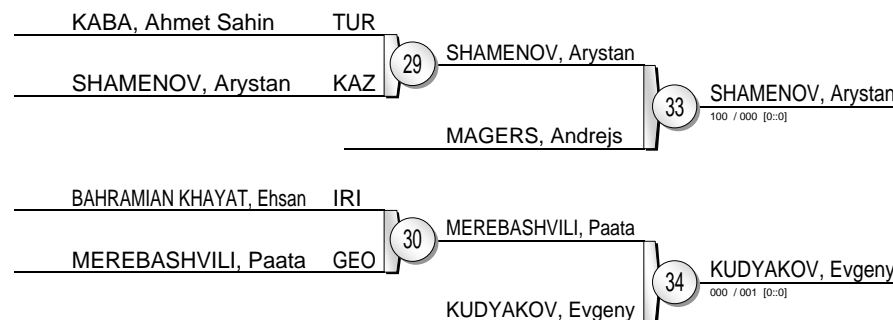 KABA, Ahmet Sahin TUR
29
SHAMENOV, Arystan
SHAMENOV, Arystan KAZ
33
SHAMENOV, Arystan
100 / 000 [0::0]
MAGERS, Andrejs
BAHRAMIAN KHAYAT, Ehsan IRI
30
MEREBASHVILI, Paata
MEREBASHVILI, Paata GEO
34
KUDYAKOV, Evgeny
000 / 001 [0::0]
KUDYAKOV, Evgeny